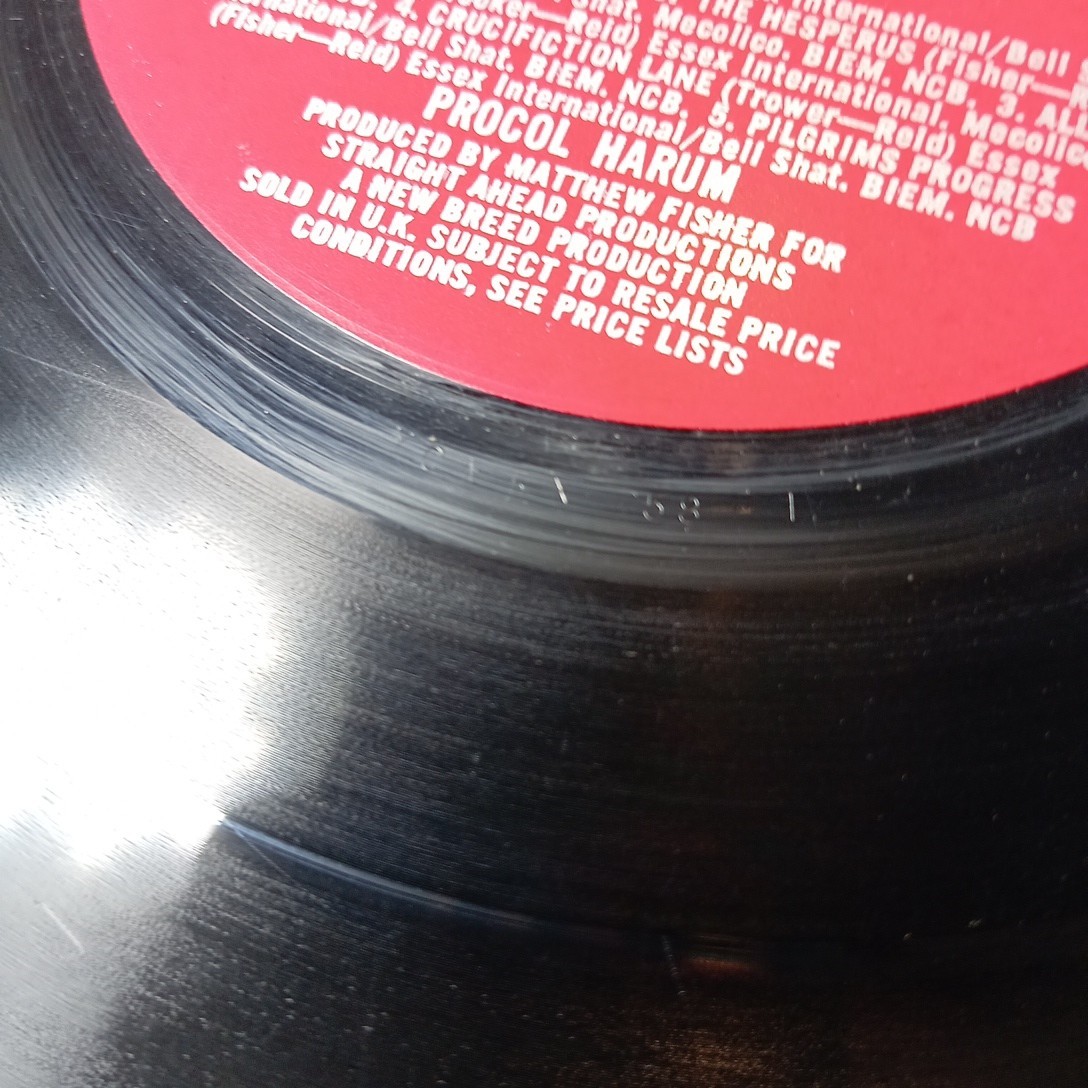 International/Bell
THE HESPERUS (Fisher—
Shat. Mecolico. BIEM. NCB. 3.
Reid) Essex International, Mecolico
4. CRUCIFICTION LANE (Trower—Reid) Essex
International/Bell Shat. BIEM. NCB. 5. PILGRIMS PROGRESS
(Fisher—Reid) Essex International/Bell Shat. BIEM. NCB
PROCOL HARUM
PRODUCED BY MATTHEW FISHER FOR
STRAIGHT AHEAD PRODUCTIONS
A NEW BREED PRODUCTION
SOLD IN U.K. SUBJECT TO RESALE PRICE
CONDITIONS, SEE PRICE LISTS